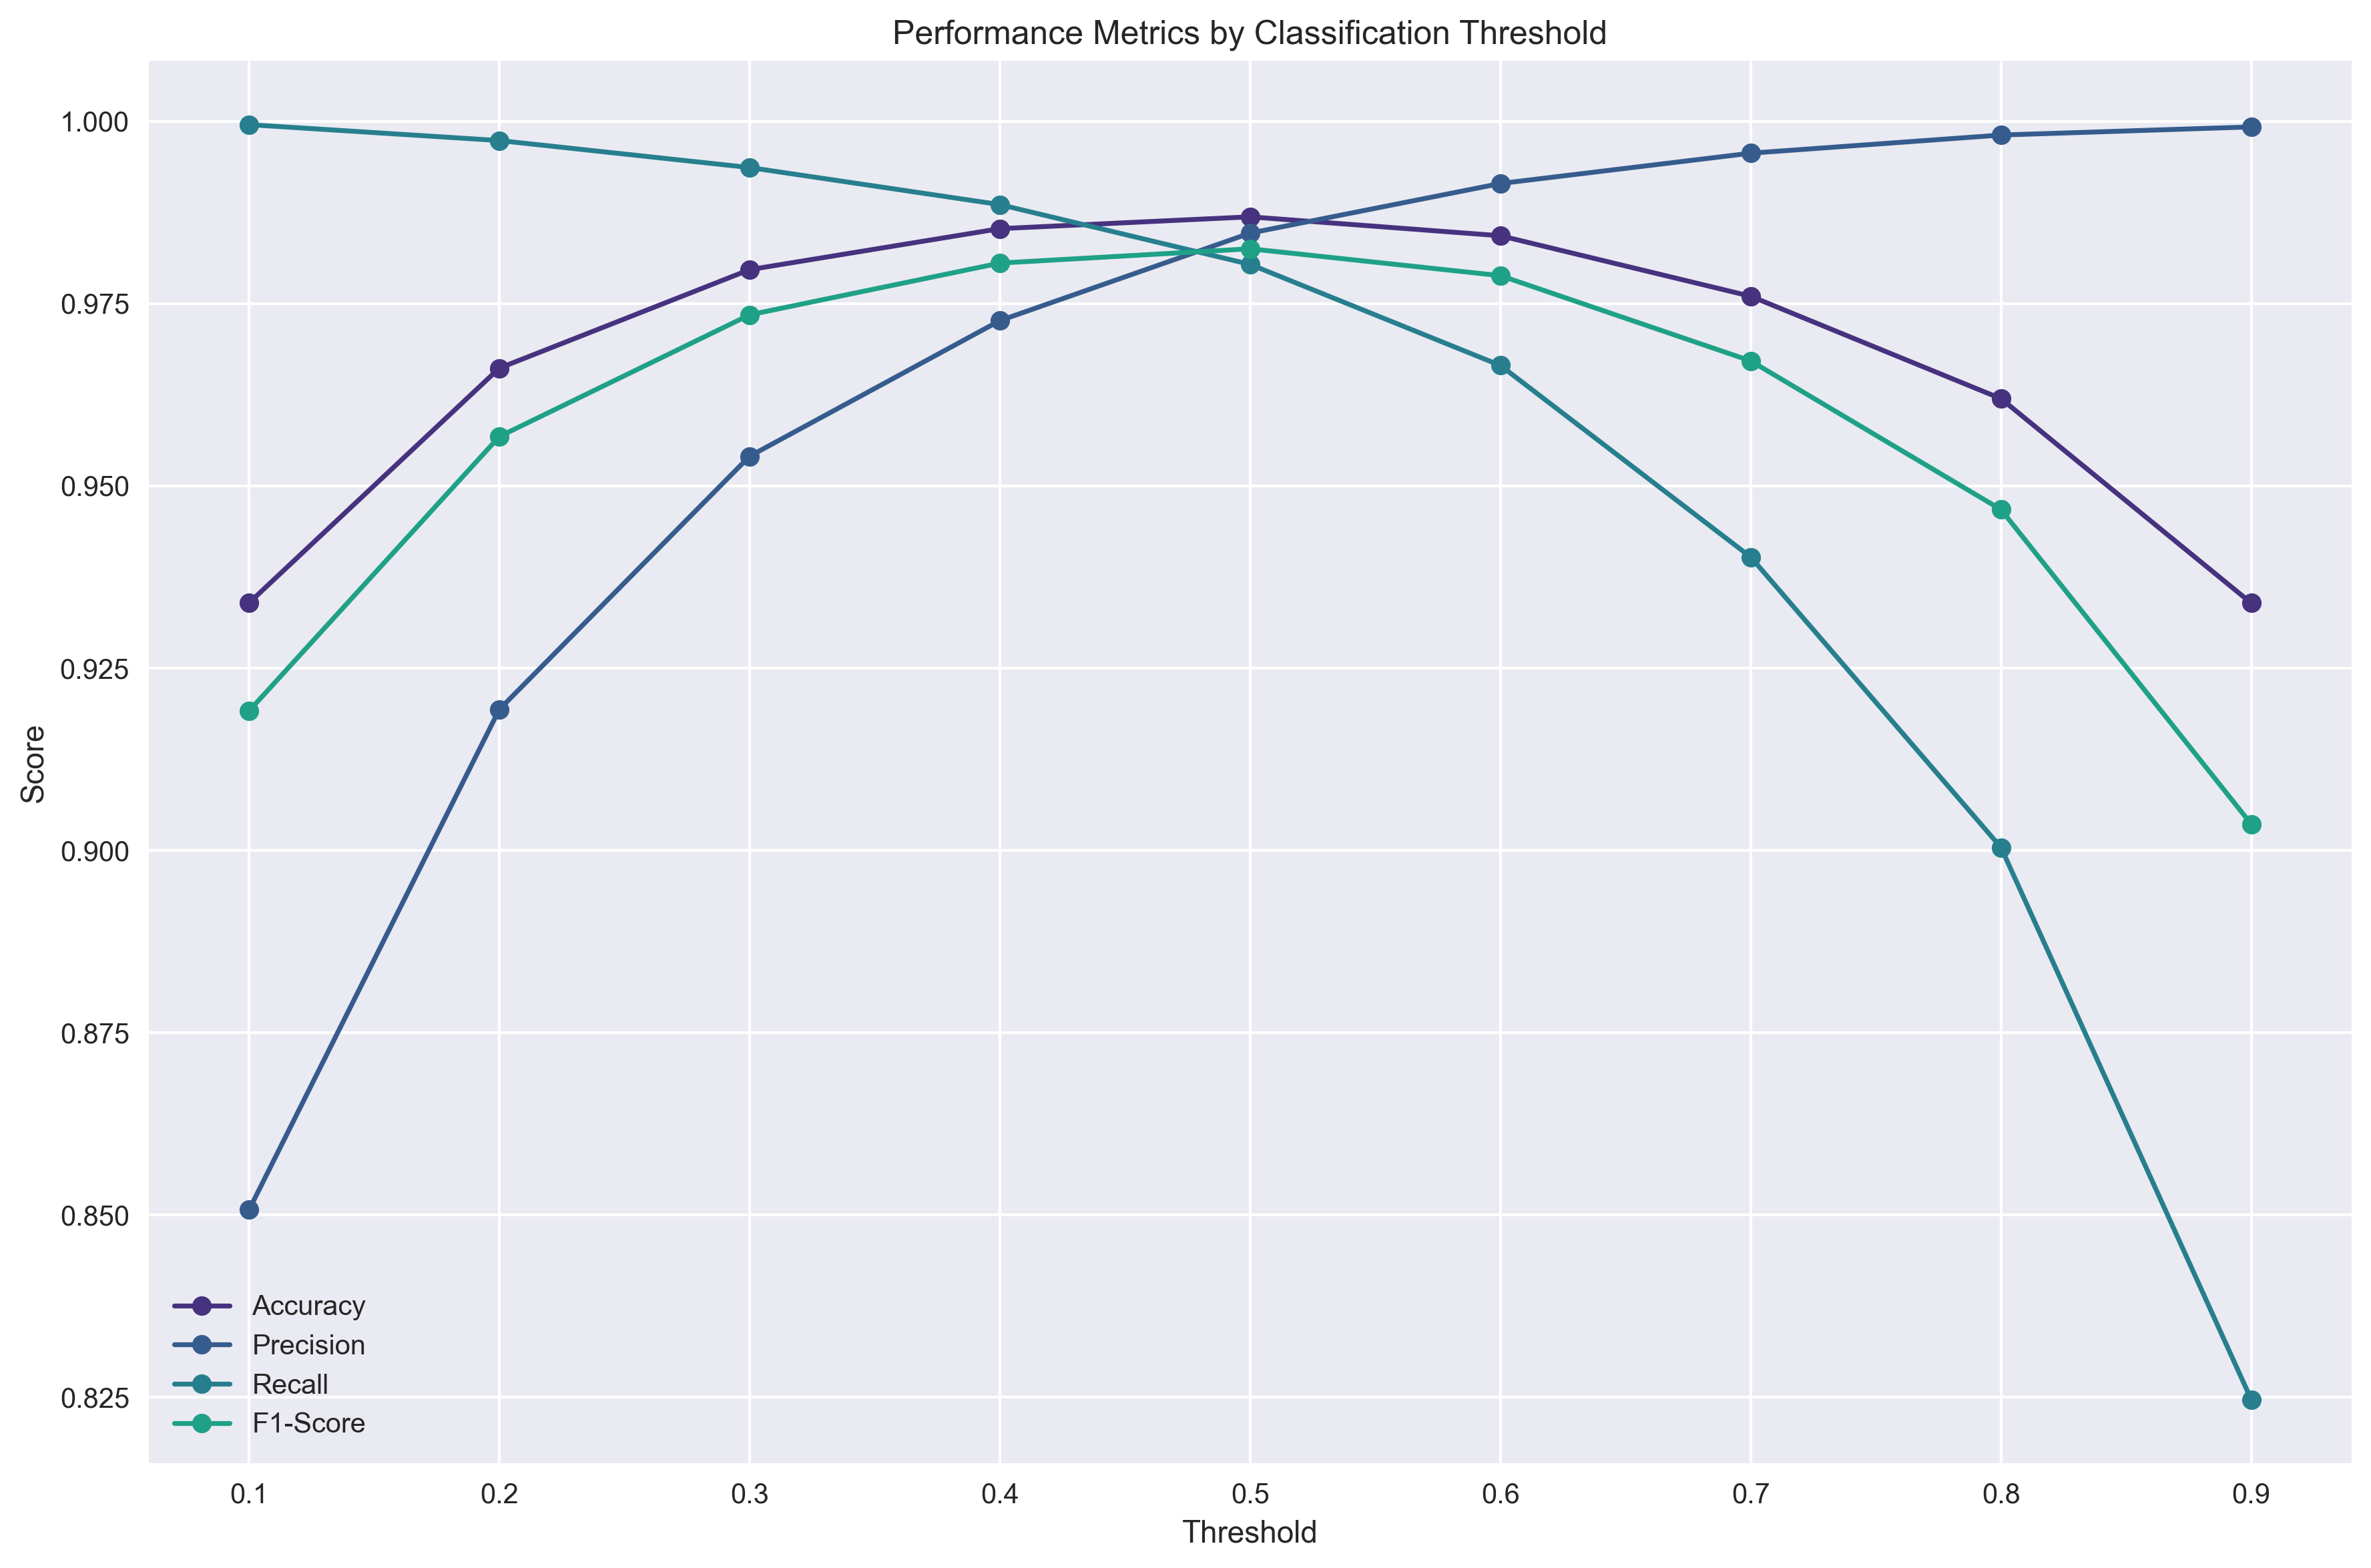 Performance Metrics by Classification Threshold
1.000
0.975
0.950
0.925
0.900
0.875
0.850
0.825
Score
Accuracy
Precision
Recall
F1-Score
0.1 0.2 0.3 0.4 0.5 0.6 0.7 0.8 0.9
Threshold